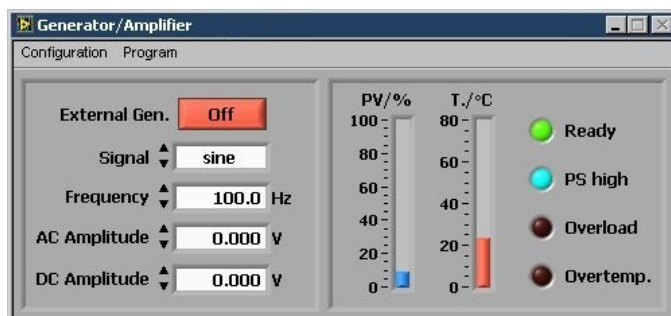 Generator/Amplifier
Configuration Program
External Gen. Off
Signal sine
Frequency 100.0 Hz
AC Amplitude 0.000 V
DC Amplitude 0.000 V
PV/% T./°C
100 80
80
60
60
40
40
20
20
0 0
Ready
PS high
Overload
Overtemp.